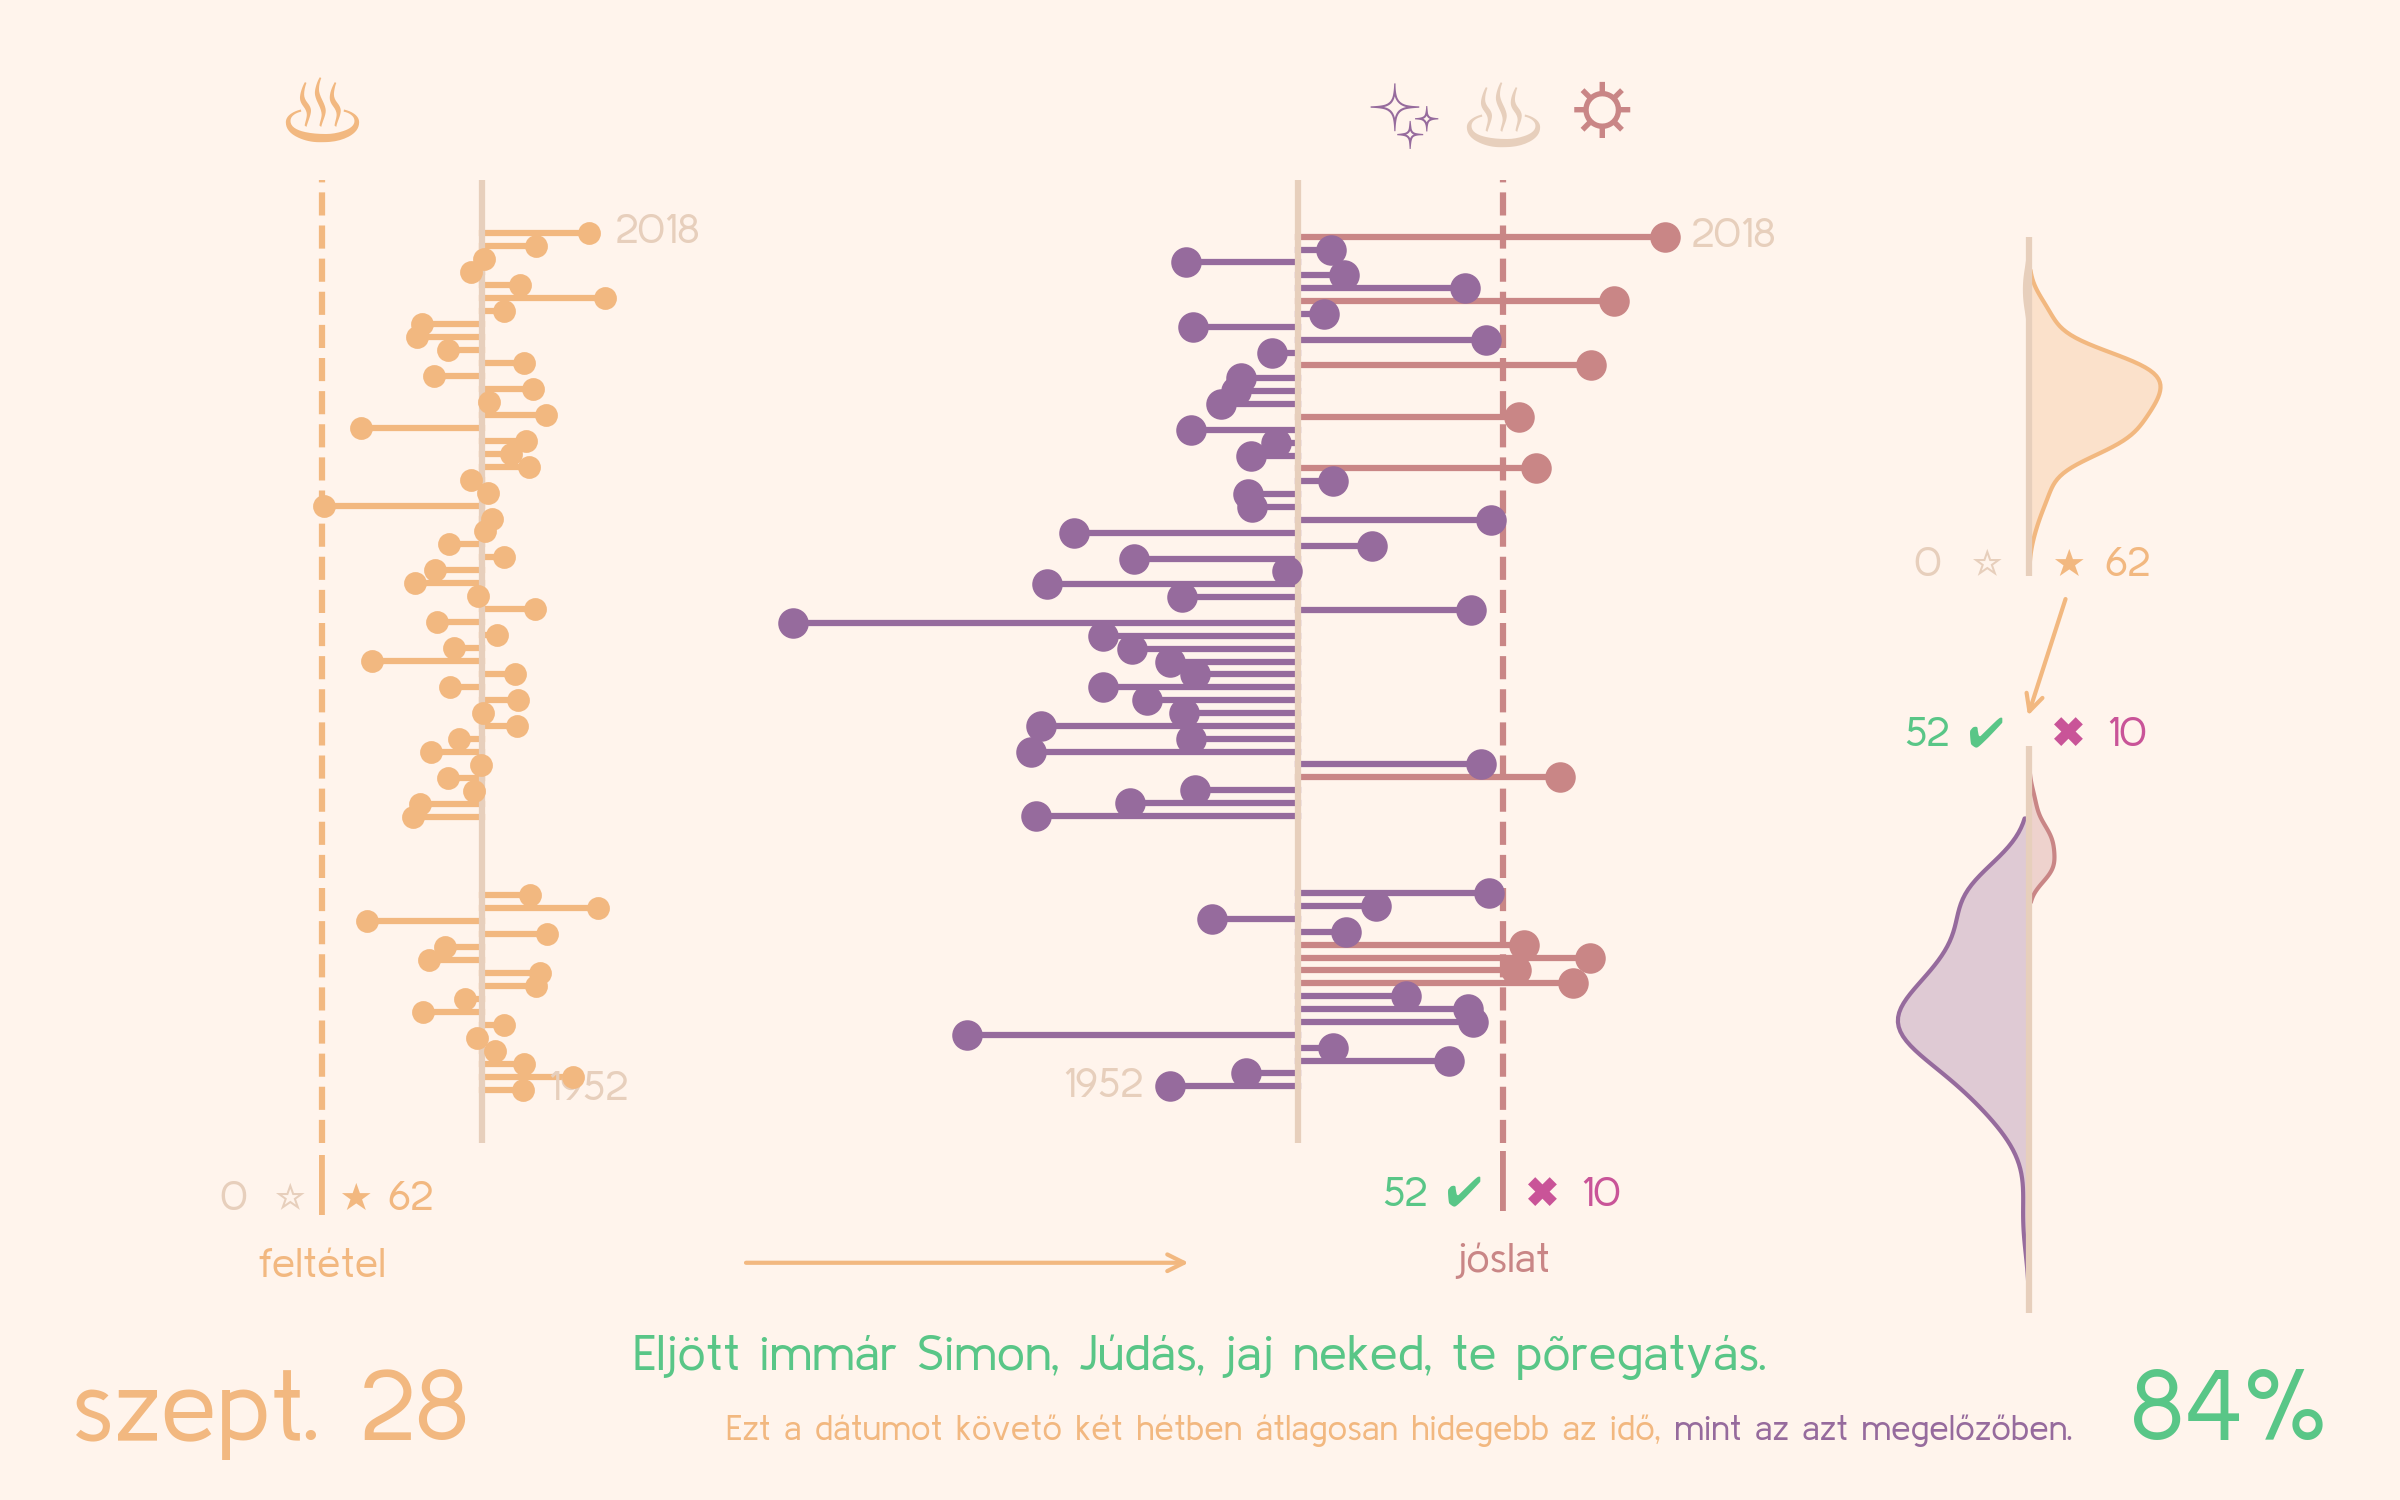 2018
2018
0 ☆ ★ 62
52 ✔ ✖ 10
1952
1952
0 ☆ ★ 62
52 ✔ ✖ 10
feltétel
jóslat
Eljött immár Simon, Júdás, jaj neked, te põregatyás.
szept. 28
84%
Ezt a dátumot követő két hétben átlagosan hidegebb az idő, mint az azt megelőzőben.